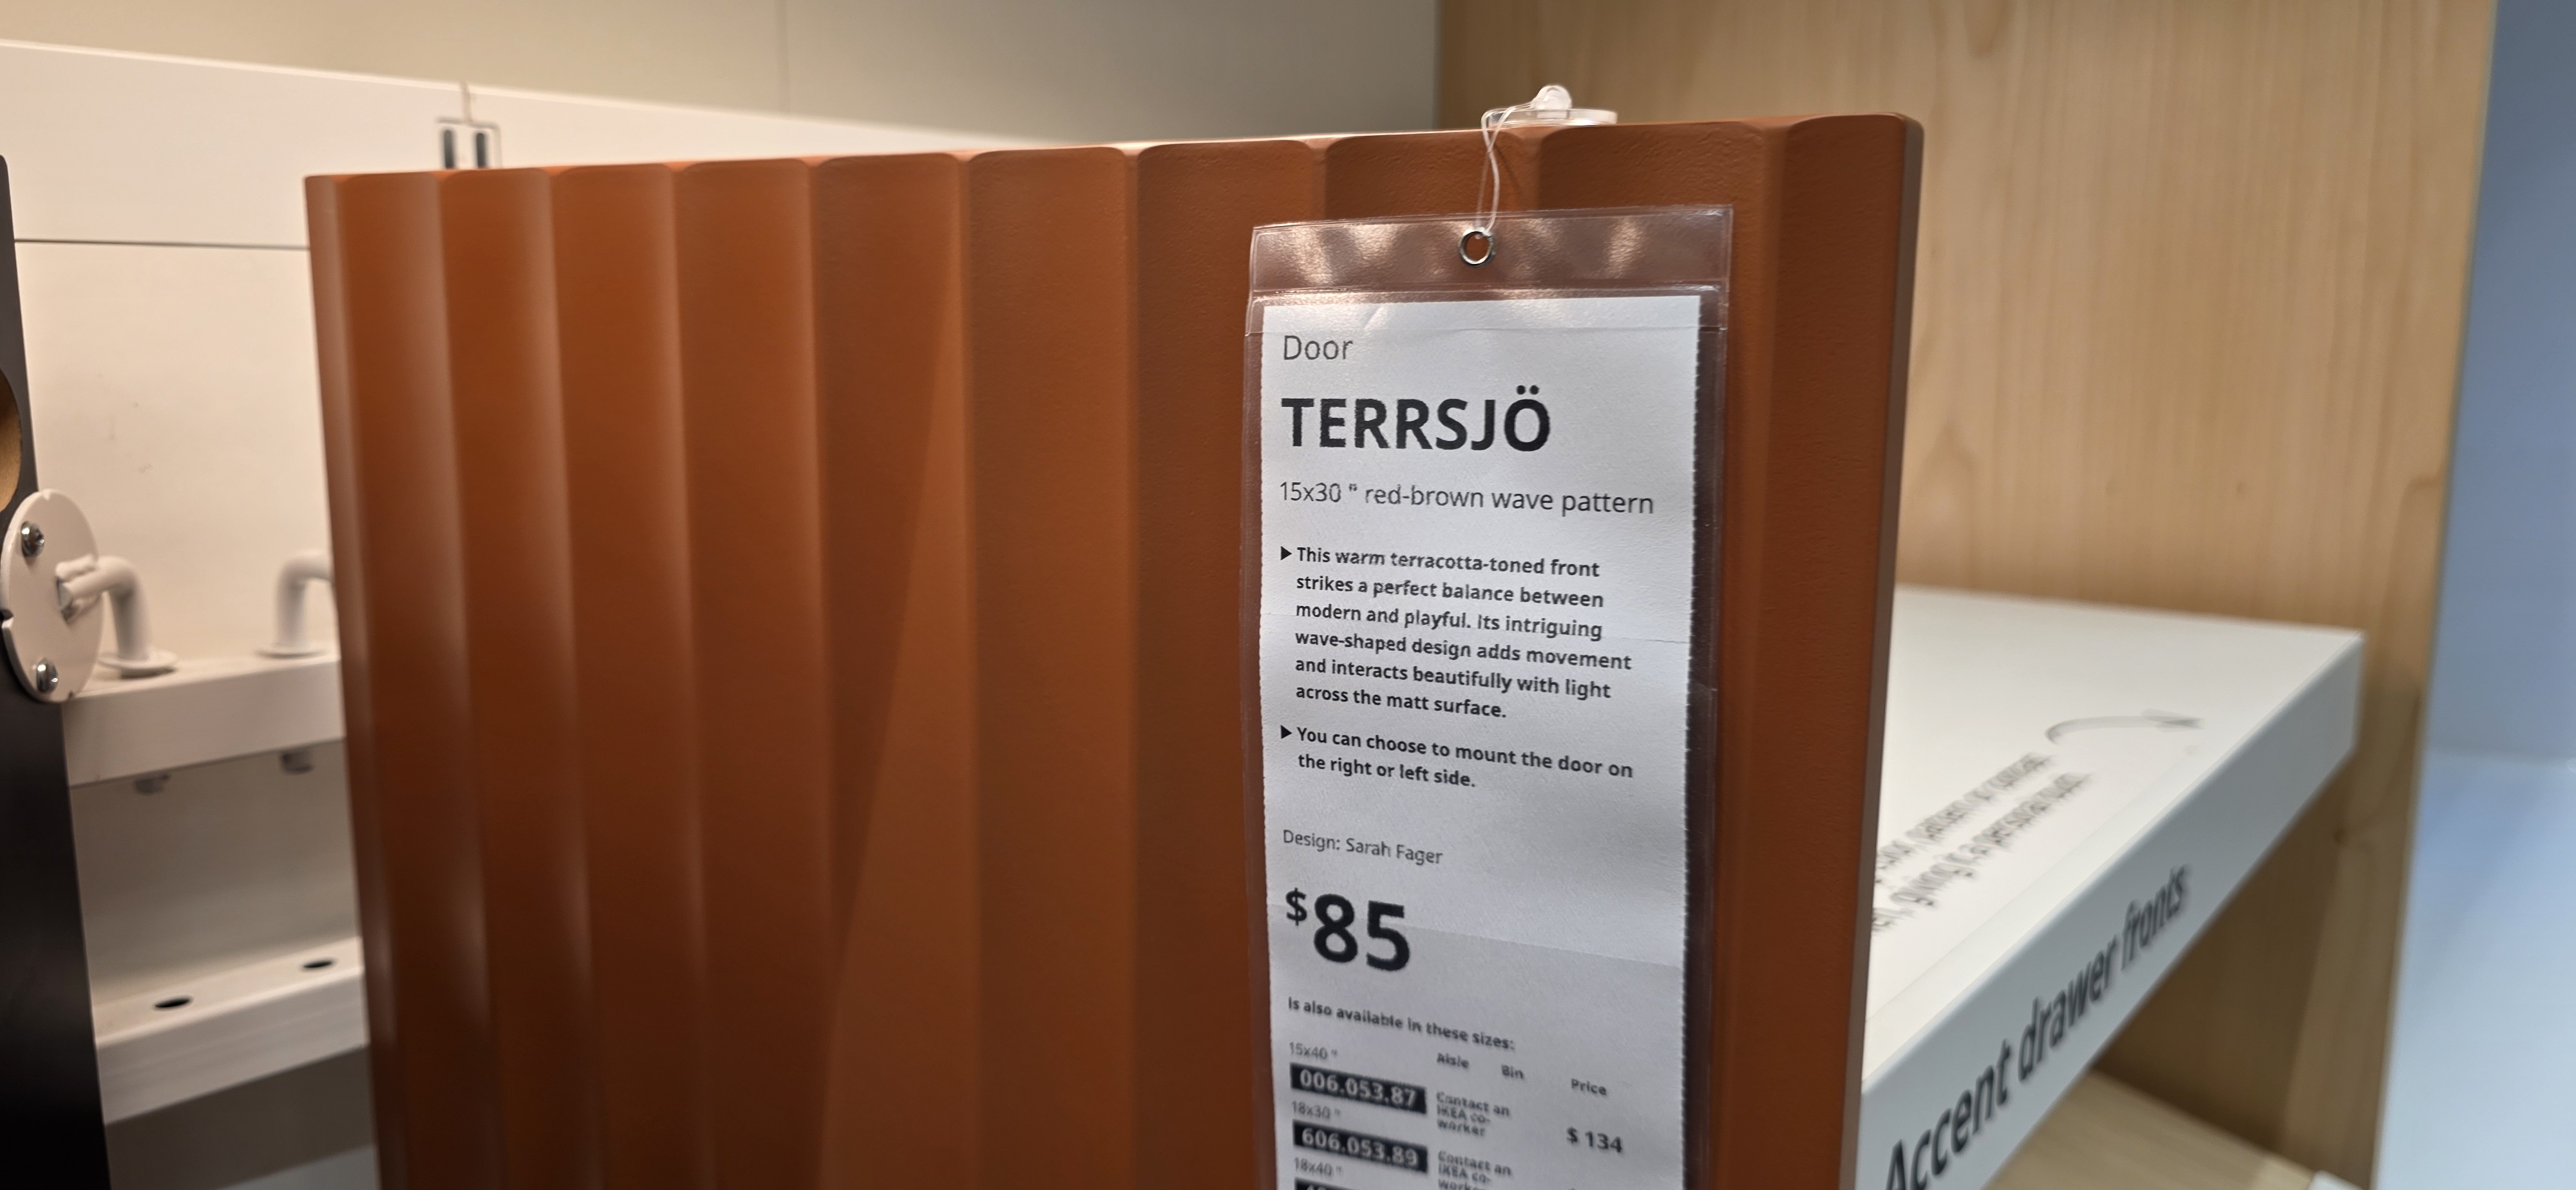 Door
TERRSJÖ
15x30 " red-brown wave pattern
▶ This warm terracotta-toned front
strikes a perfect balance between
modern and playful. Its intriguing
wave-shaped design adds movement
and interacts beautifully with light
across the matt surface.
▶ You can choose to mount the door on
the right or left side.
Design: Sarah Fager
$85
Is also available in these sizes:
15x40 " Aisle Bin Price
006.053.87 Contact an
IKEA co-
worker $ 134
18x30 "
606.053.89 Contact an
IKEA co-
18x40 "
giving it a personal
Accent drawer fronts